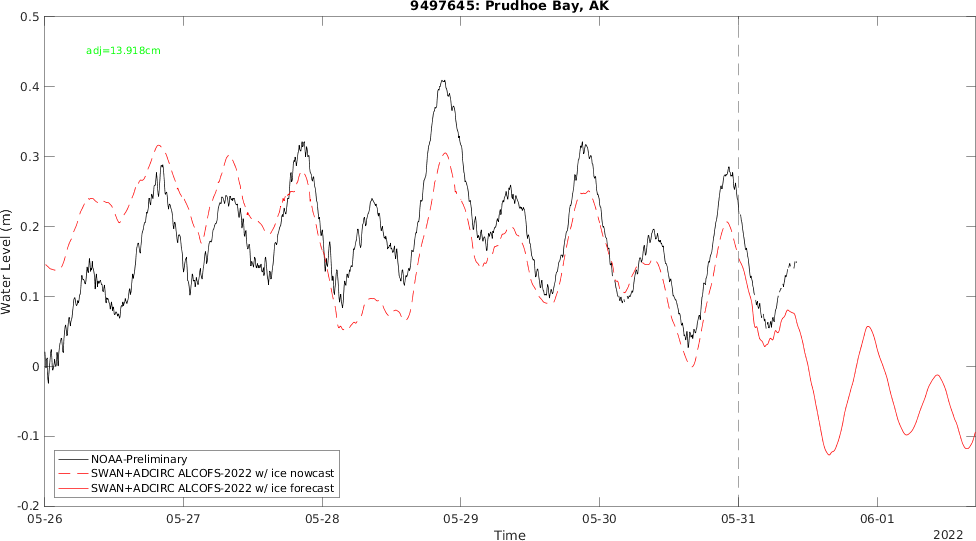 9497645: Prudhoe Bay, AK
adj=13.918cm
Water Level (m)
0.5
0.4
0.3
0.2
0.1
0
-0.1
-0.2
NOAA-Preliminary
SWAN+ADCIRC ALCOFS-2022 w/ ice nowcast
SWAN+ADCIRC ALCOFS-2022 w/ ice forecast
05-26 05-27 05-28 05-29 05-30 05-31 06-01
Time
2022